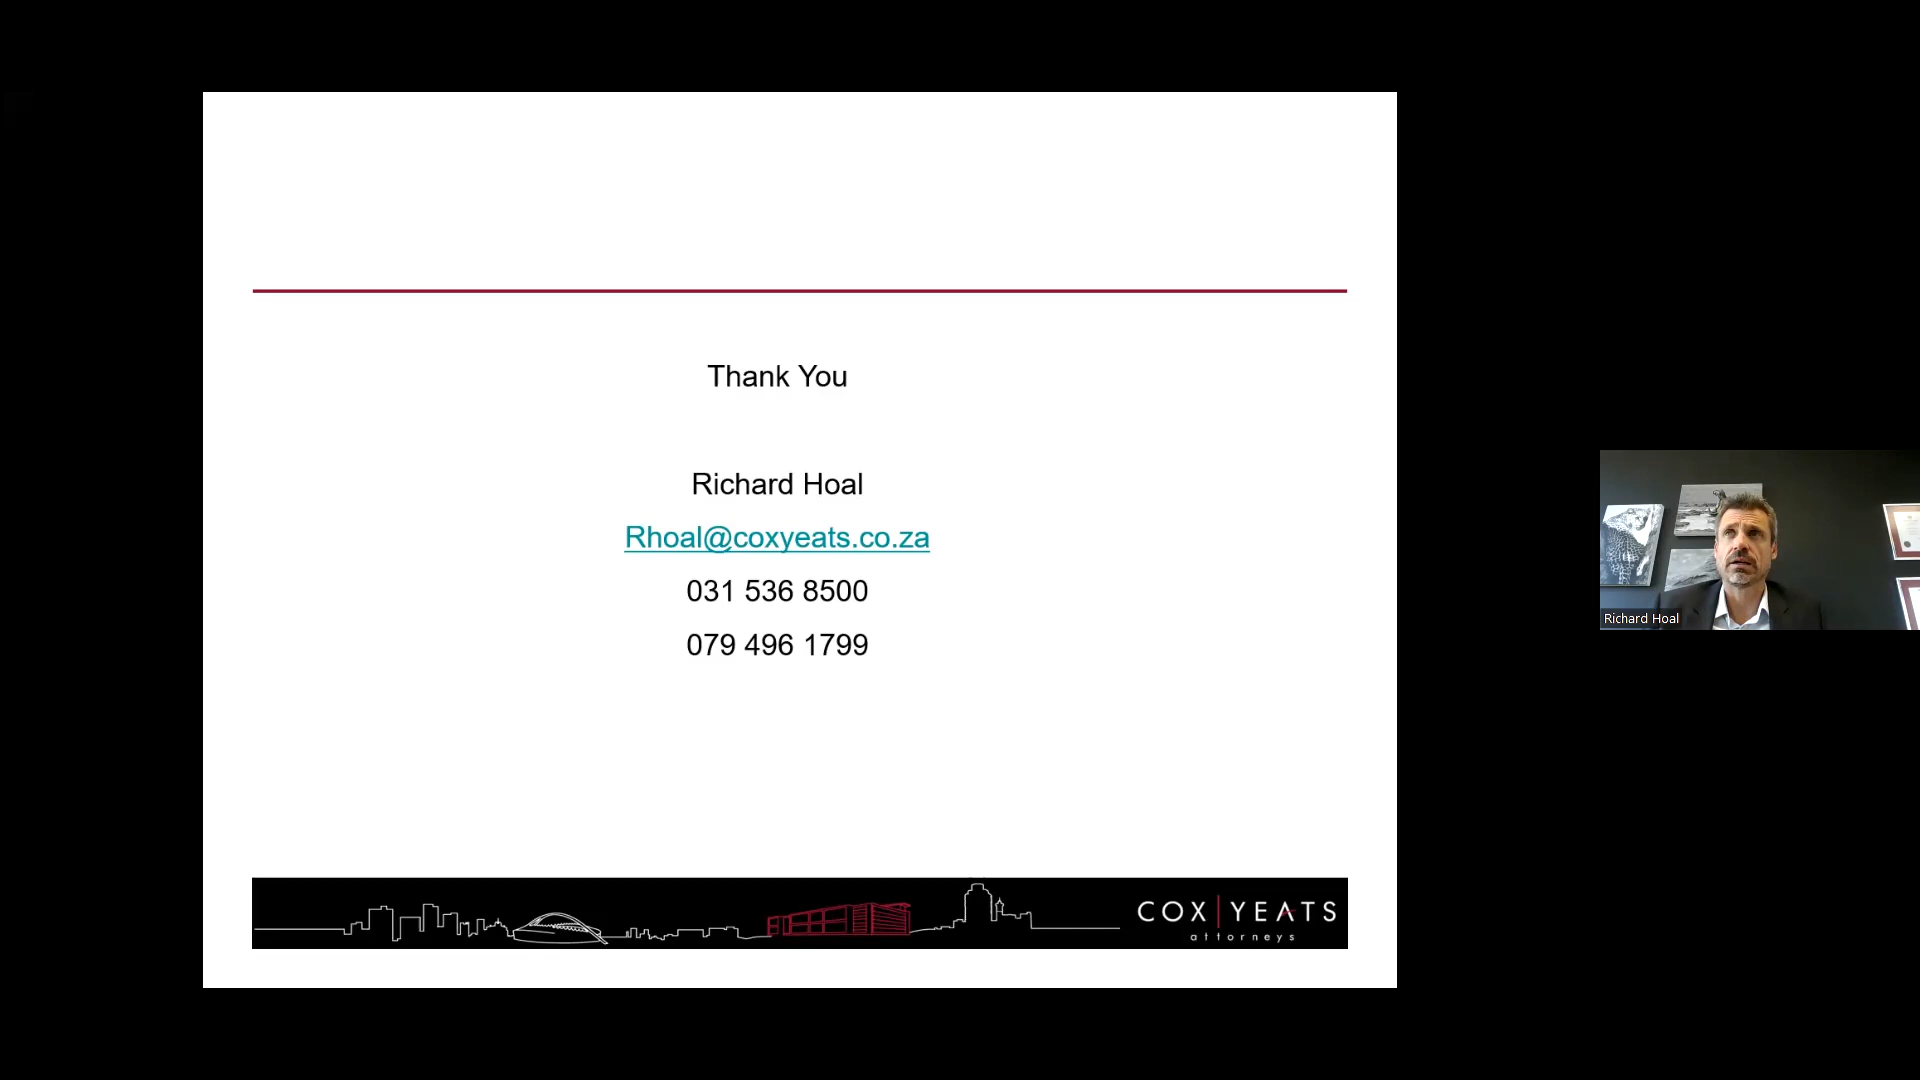 Thank You
Richard Hoal
Rhoal@coxyeats.co.za
031 536 8500
079 496 1799
COX|YEATS
attorneys
Richard Hoal